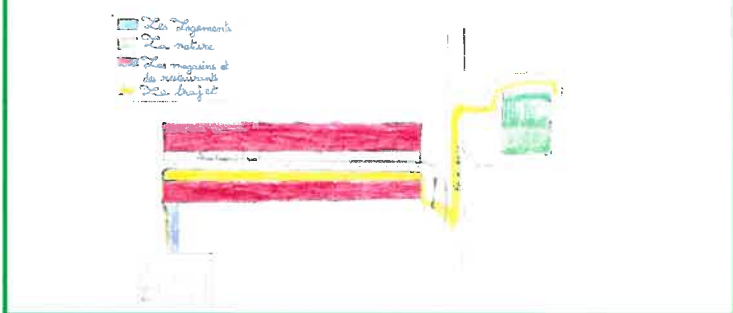 Les Logements
La nature
Les magasins et
des restaurants
Le trajet